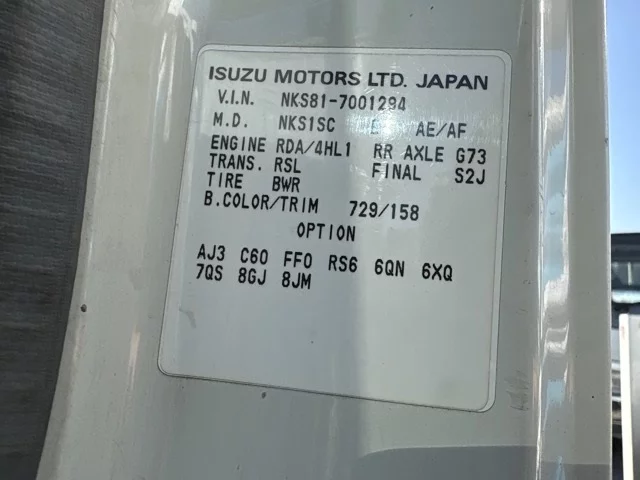 ISUZU MOTORS LTD. JAPAN
V.I.N. NKS81-7001294
M.D. NKS1SC E AE/AF
ENGINE RDA/4HL1 RR AXLE G73
TRANS. RSL FINAL S2J
TIRE BWR
B.COLOR/TRIM 729/158
OPTION
AJ3 C60 FF0 RS6 6QN 6XQ
7QS 8GJ 8JM